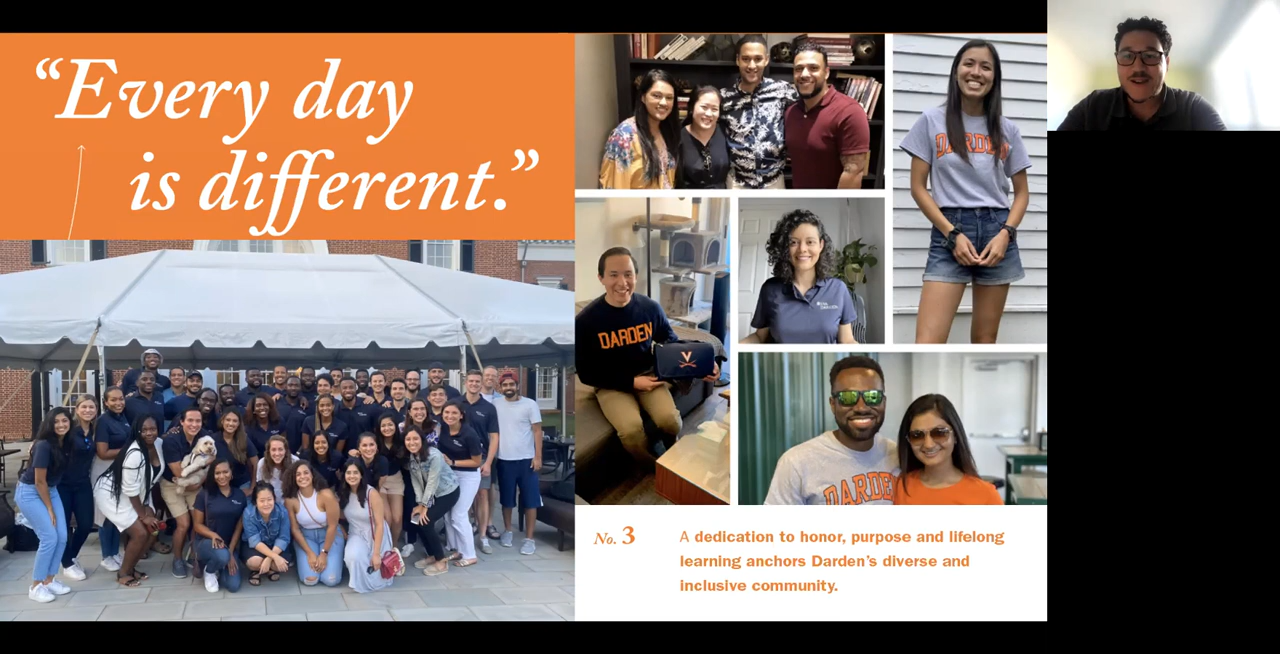 “Every day
is different.”
DARDEN
DARDEN
V
DARDE
No. 3
A dedication to honor, purpose and lifelong
learning anchors Darden’s diverse and
inclusive community.